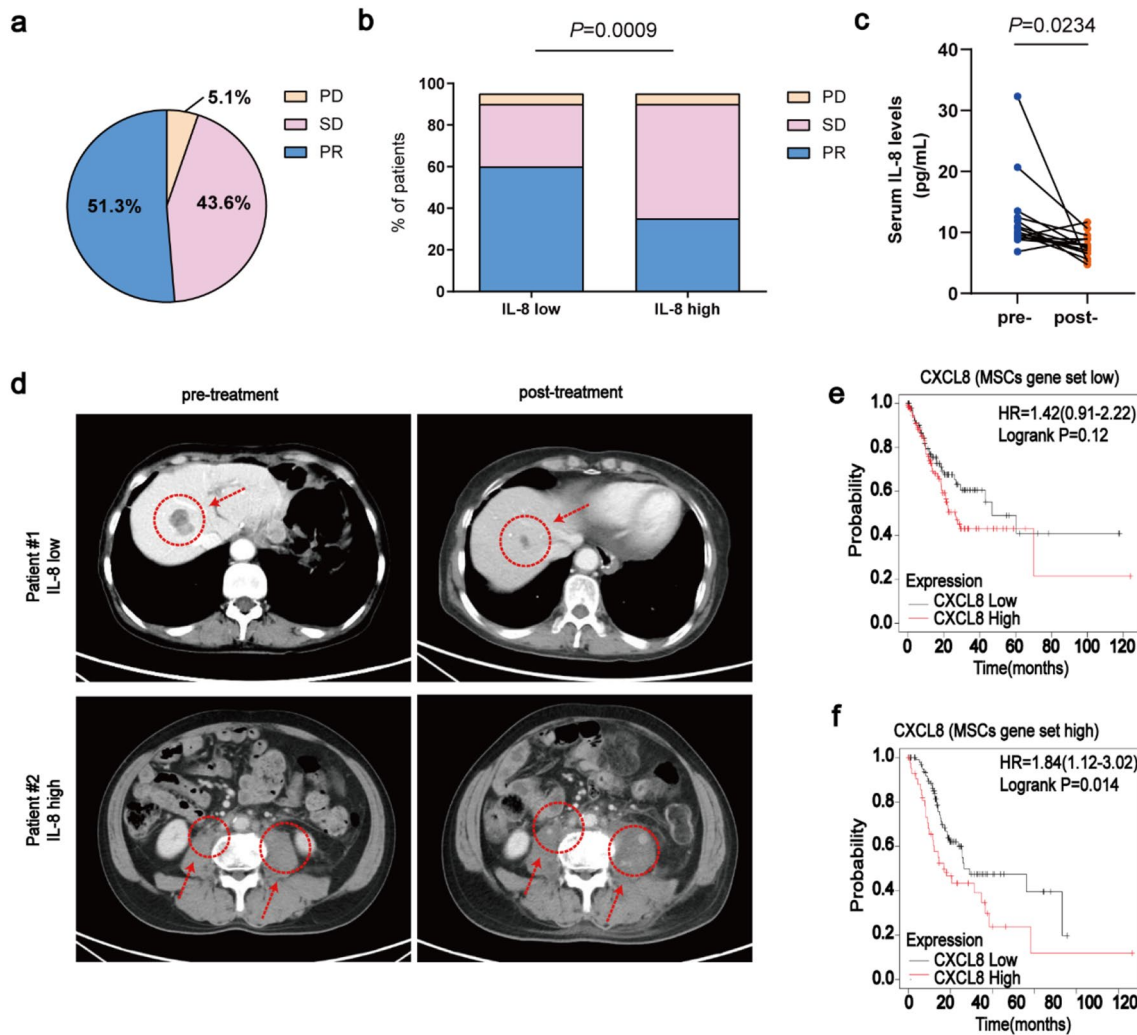 a
5.1%
51.3%
43.6%
PD
SD
PR
b
P=0.0009
% of patients
100
80
60
40
20
0
IL-8 low
IL-8 high
PD
SD
PR
c
P=0.0234
Serum IL-8 levels
(pg/mL)
40
30
20
10
0
pre-
post-
d
pre-treatment
post-treatment
Patient #1
IL-8 low
Patient #2
IL-8 high
e
CXCL8 (MSCs gene set low)
HR=1.42(0.91-2.22)
Logrank P=0.12
Probability
1.0
0.8
0.6
0.4
0.2
0.0
Expression
CXCL8 Low
CXCL8 High
0 20 40 60 80 100 120
Time(months)
f
CXCL8 (MSCs gene set high)
HR=1.84(1.12-3.02)
Logrank P=0.014
Probability
1.0
0.8
0.6
0.4
0.2
0.0
Expression
CXCL8 Low
CXCL8 High
0 20 40 60 80 100 120
Time(months)